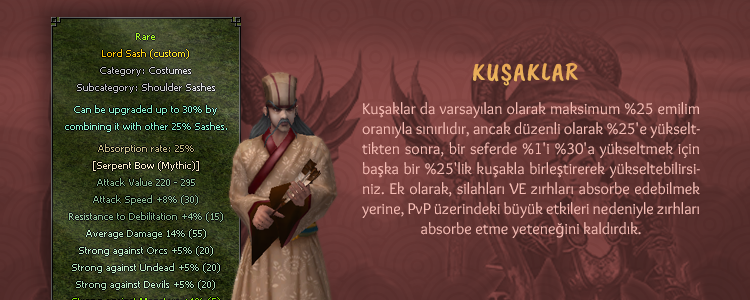 Rare
Lord Sash (custom)
Category: Costumes
Subcategory: Shoulder Sashes
Can be upgraded up to 30% by
combining it with other 25% Sashes.
Absorption rate: 25%
[Serpent Bow (Mythic)]
Attack Value 220 - 295
Attack Speed +8% (30)
Resistance to Debilitation +4% (15)
Average Damage 14% (55)
Strong against Orcs +5% (20)
Strong against Undead +5% (20)
Strong against Devils +5% (20)
KUŞAKLAR
Kuşaklar da varsayılan olarak maksimum %25 emilim
oranıyla sınırlıdır, ancak düzenli olarak %25'e yükselt-
tikten sonra, bir seferde %1'i %30'a yükseltmek için
başka bir %25'lik kuşakla birleştirerek yükseltebilirsi-
niz. Ek olarak, silahları VE zırhları absorbe edebilmek
yerine, PvP üzerindeki büyük etkileri nedeniyle zırhları
absorbe etme yeteneğini kaldırdık.